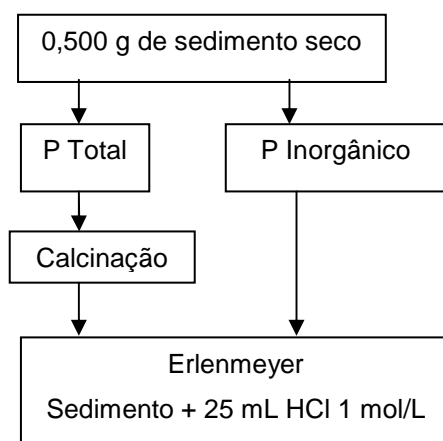 0,500 g de sedimento seco
P Total
P Inorgânico
Calcinação
Erlenmeyer
Sedimento + 25 mL HCl 1 mol/L